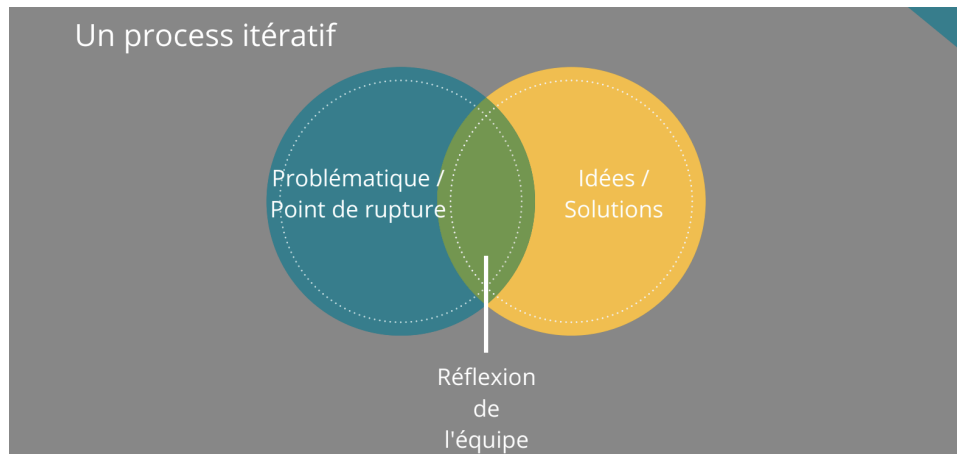 Un process itératif
Problématique /
Point de rupture
Idées /
Solutions
Réflexion
de
l'équipe